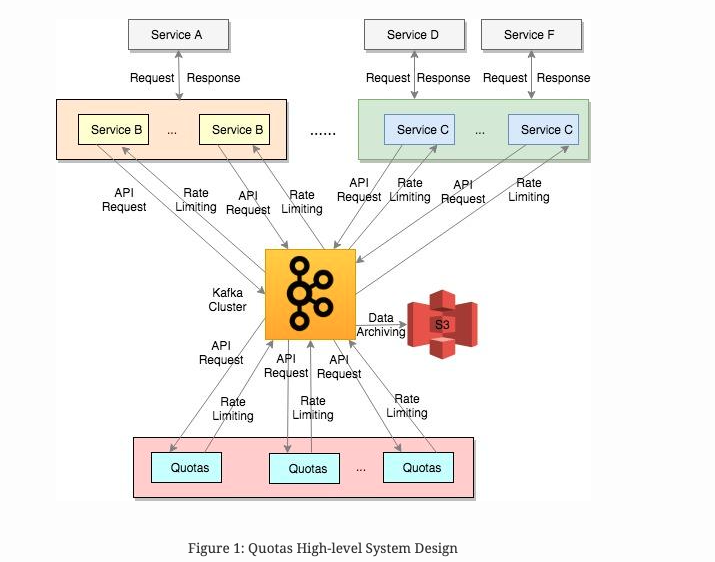 Service A
Service D
Service F
Request
Response
Request
Response
Request
Response
Service B
...
Service B
......
Service C
...
Service C
API
Request
Rate
Limiting
API
Request
Rate
Limiting
API
Request
Rate
Limiting
API
Request
Rate
Limiting
Kafka
Cluster
Data
Archiving
S3
API
Request
API
Request
API
Request
Rate
Limiting
Rate
Limiting
Rate
Limiting
Quotas
Quotas
...
Quotas
Figure 1: Quotas High-level System Design